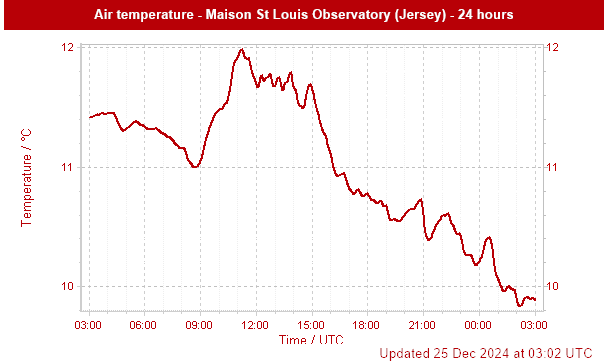 Air temperature - Maison St Louis Observatory (Jersey) - 24 hours
12 12
11 11
10 10
Temperature / °C
03:00 06:00 09:00 12:00 15:00 18:00 21:00 00:00 03:00
Time / UTC
Updated 25 Dec 2024 at 03:02 UTC